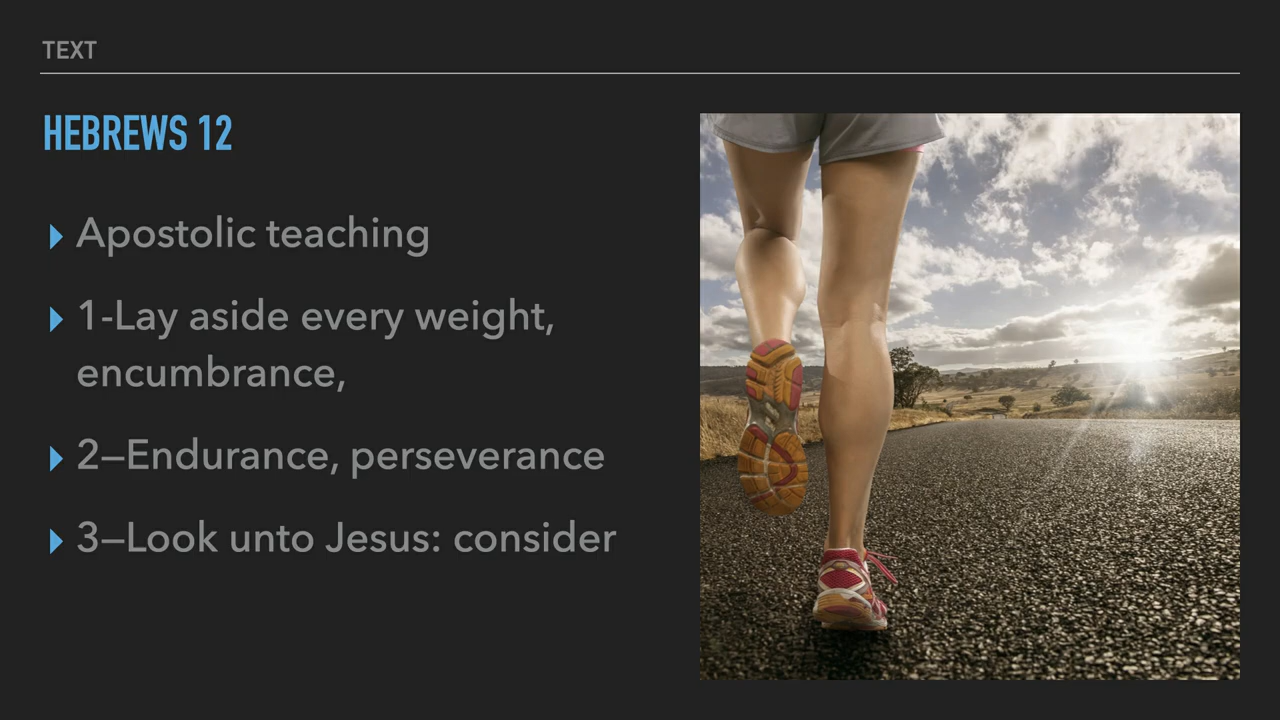 TEXT
HEBREWS 12
Apostolic teaching
1-Lay aside every weight,
encumbrance,
2–Endurance, perseverance
3–Look unto Jesus: consider